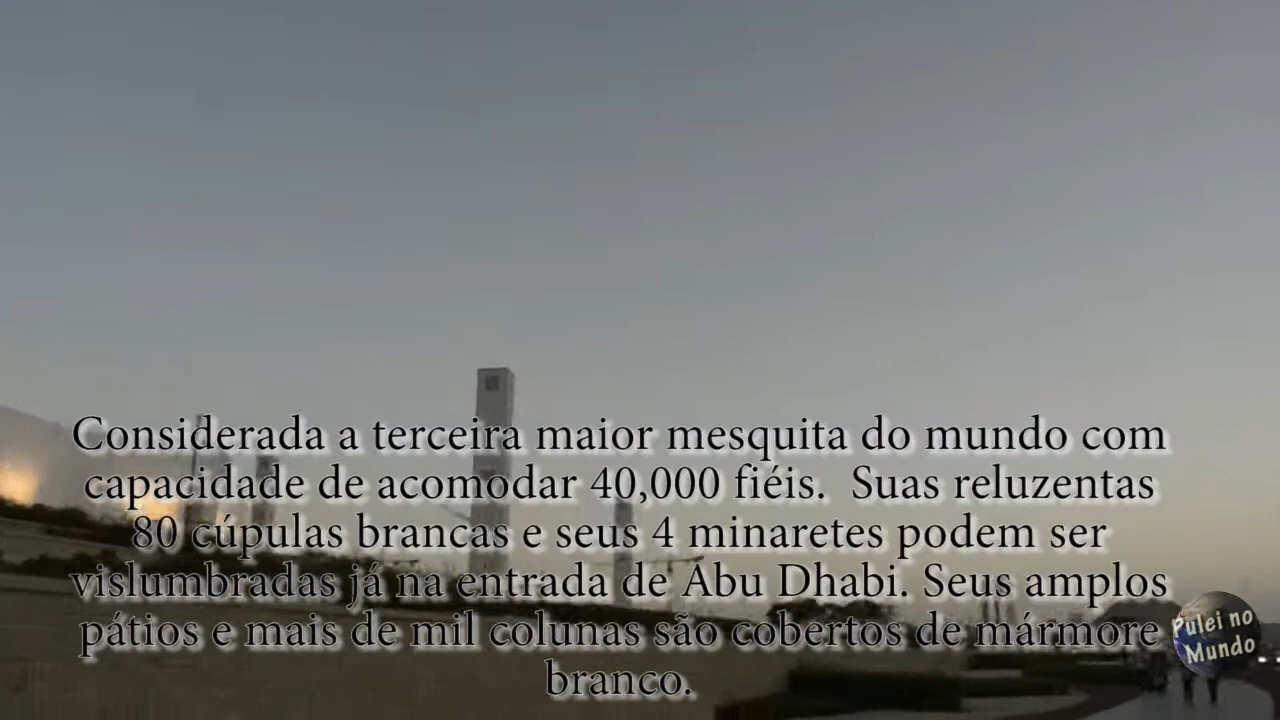 Considerada a terceira maior mesquita do mundo com
capacidade de acomodar 40,000 fiéis. Suas reluzentas
80 cúpulas brancas e seus 4 minaretes podem ser
vislumbradas já na entrada de Abu Dhabi. Seus amplos
pátios e mais de mil colunas são cobertos de mármore
branco.
Pulei no
Mundo